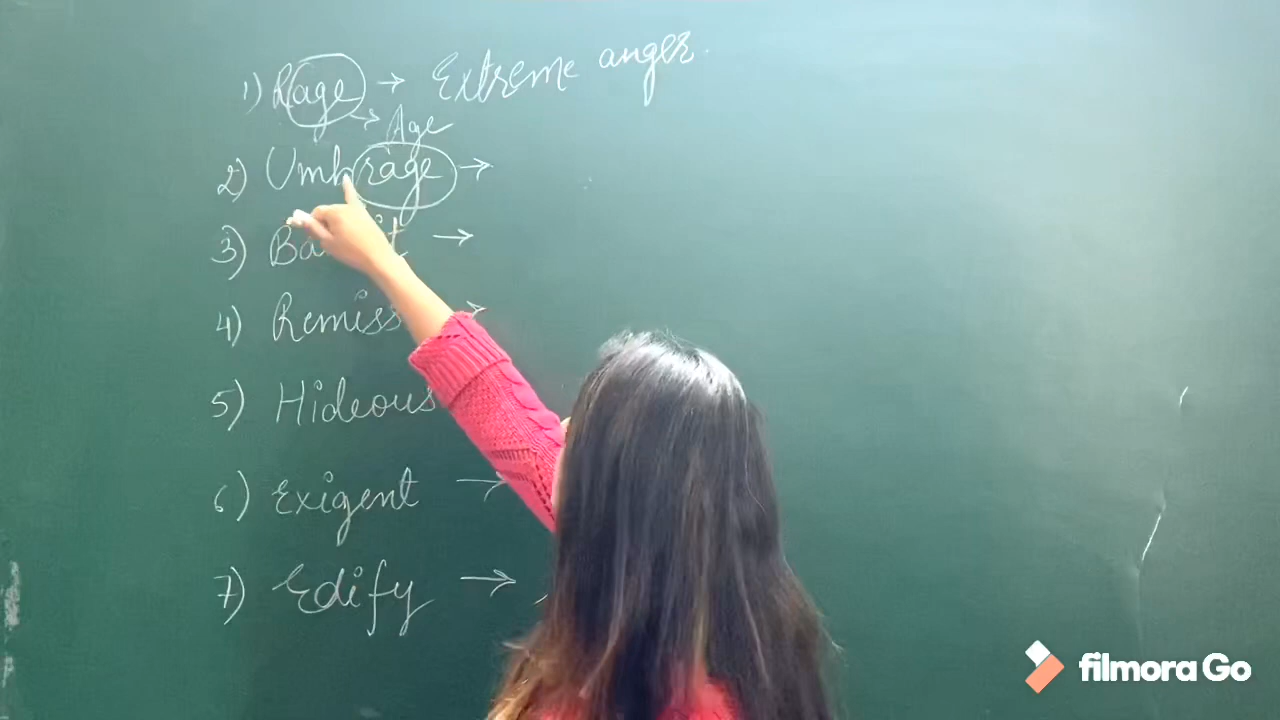 1) Rage → Extreme anger.
→ Age
2) Umbrage →
3) →
4) Remiss →
5) Hideous
6) Exigent →
7) Edify →
filmora Go